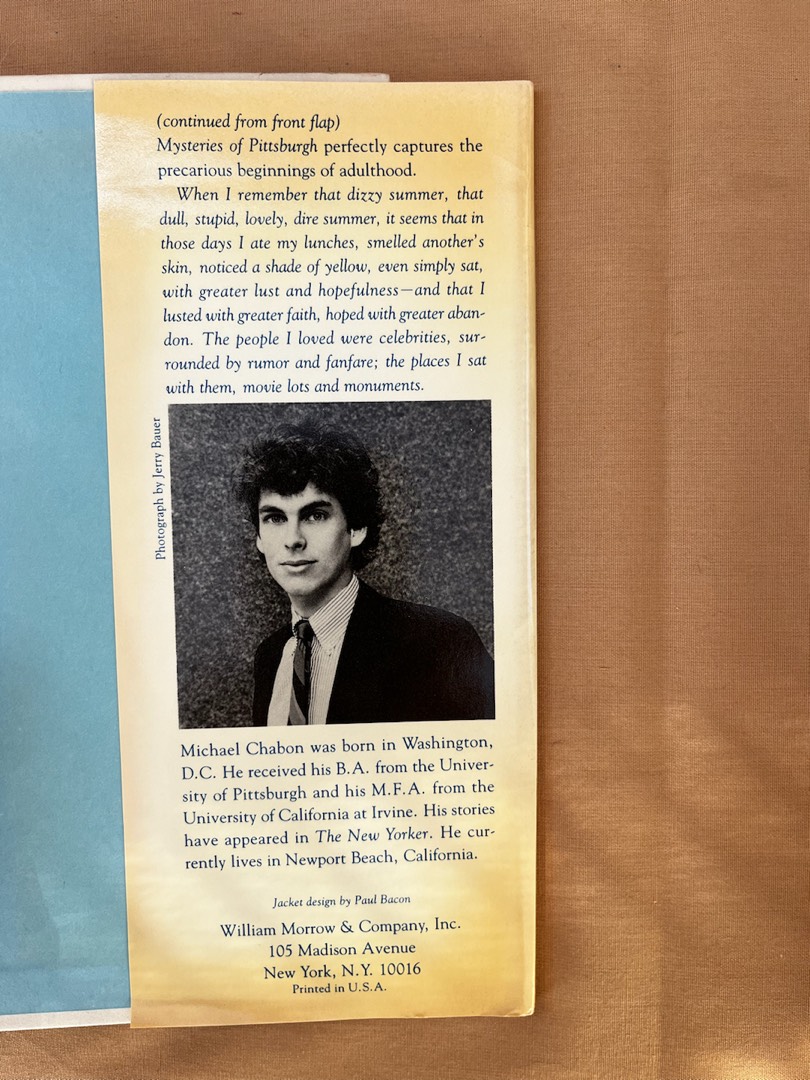 (continued from front flap)
Mysteries of Pittsburgh perfectly captures the
precarious beginnings of adulthood.
When I remember that dizzy summer, that
dull, stupid, lovely, dire summer, it seems that in
those days I ate my lunches, smelled another's
skin, noticed a shade of yellow, even simply sat,
with greater lust and hopefulness—and that I
lusted with greater faith, hoped with greater aban-
don. The people I loved were celebrities, sur-
rounded by rumor and fanfare; the places I sat
with them, movie lots and monuments.
Photograph by Jerry Bauer
Michael Chabon was born in Washington,
D.C. He received his B.A. from the Univer-
sity of Pittsburgh and his M.F.A. from the
University of California at Irvine. His stories
have appeared in The New Yorker. He cur-
rently lives in Newport Beach, California.
Jacket design by Paul Bacon
William Morrow & Company, Inc.
105 Madison Avenue
New York, N.Y. 10016
Printed in U.S.A.